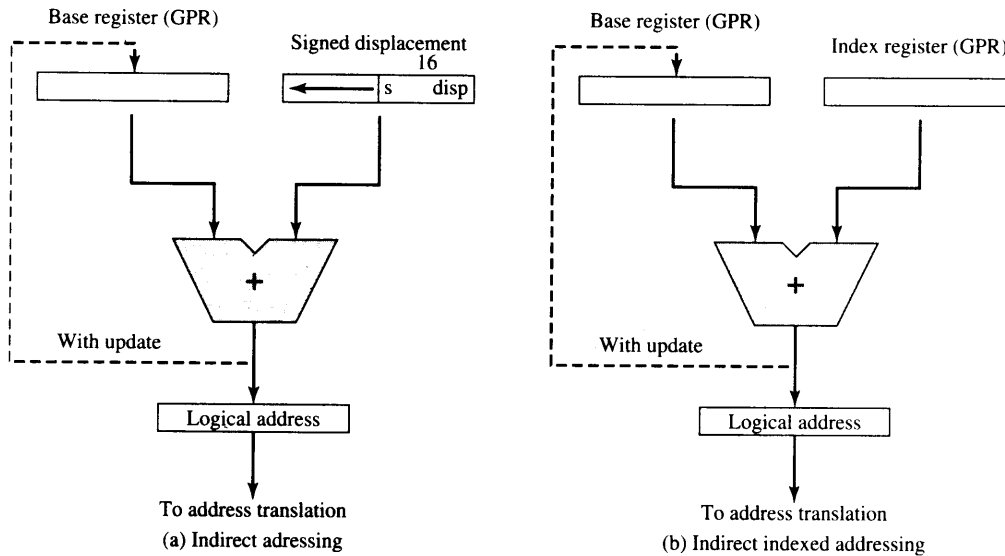 Base register (GPR)
Signed displacement
16
s disp
+
With update
Logical address
To address translation
(a) Indirect adressing
Base register (GPR)
Index register (GPR)
+
With update
Logical address
To address translation
(b) Indirect indexed addressing